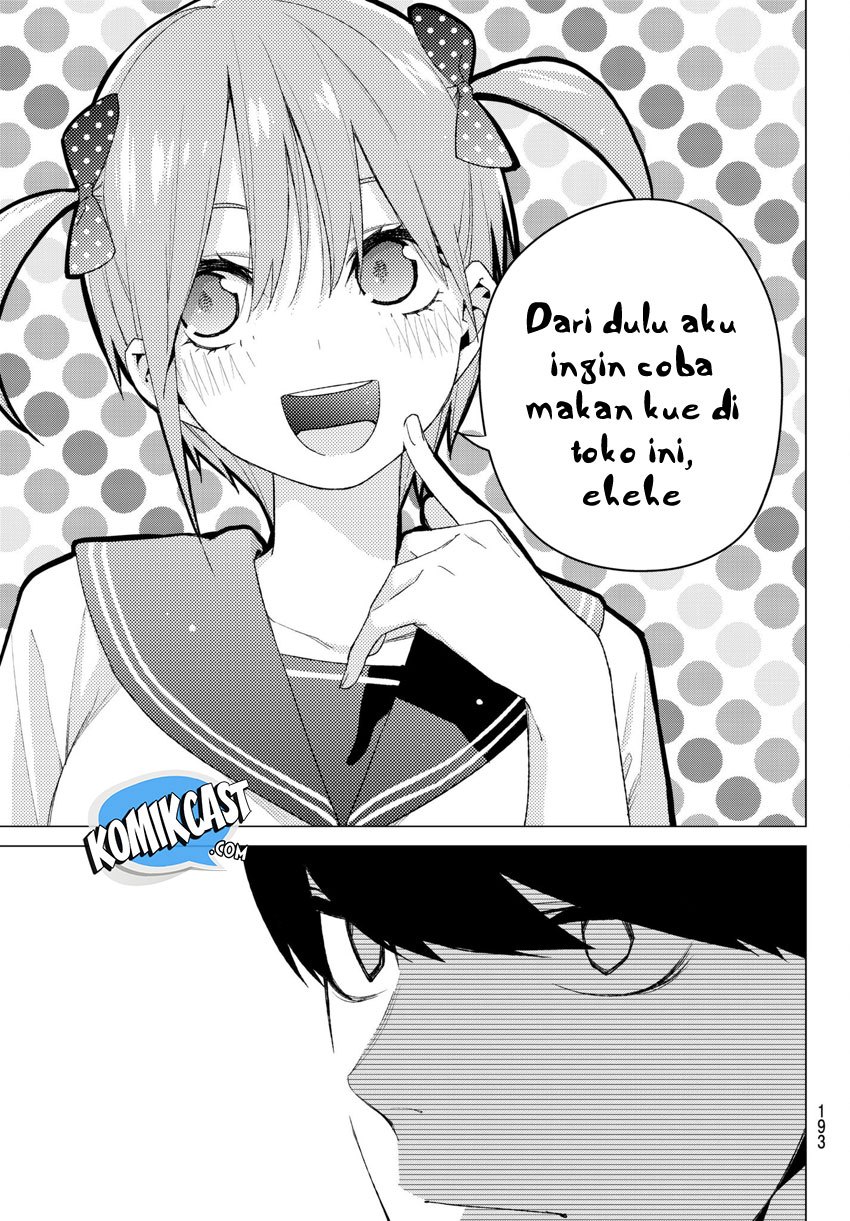 Dari dulu aku
ingin coba
makan kue di
toko ini,
ehehe
KOMIKCAST
.COM
193